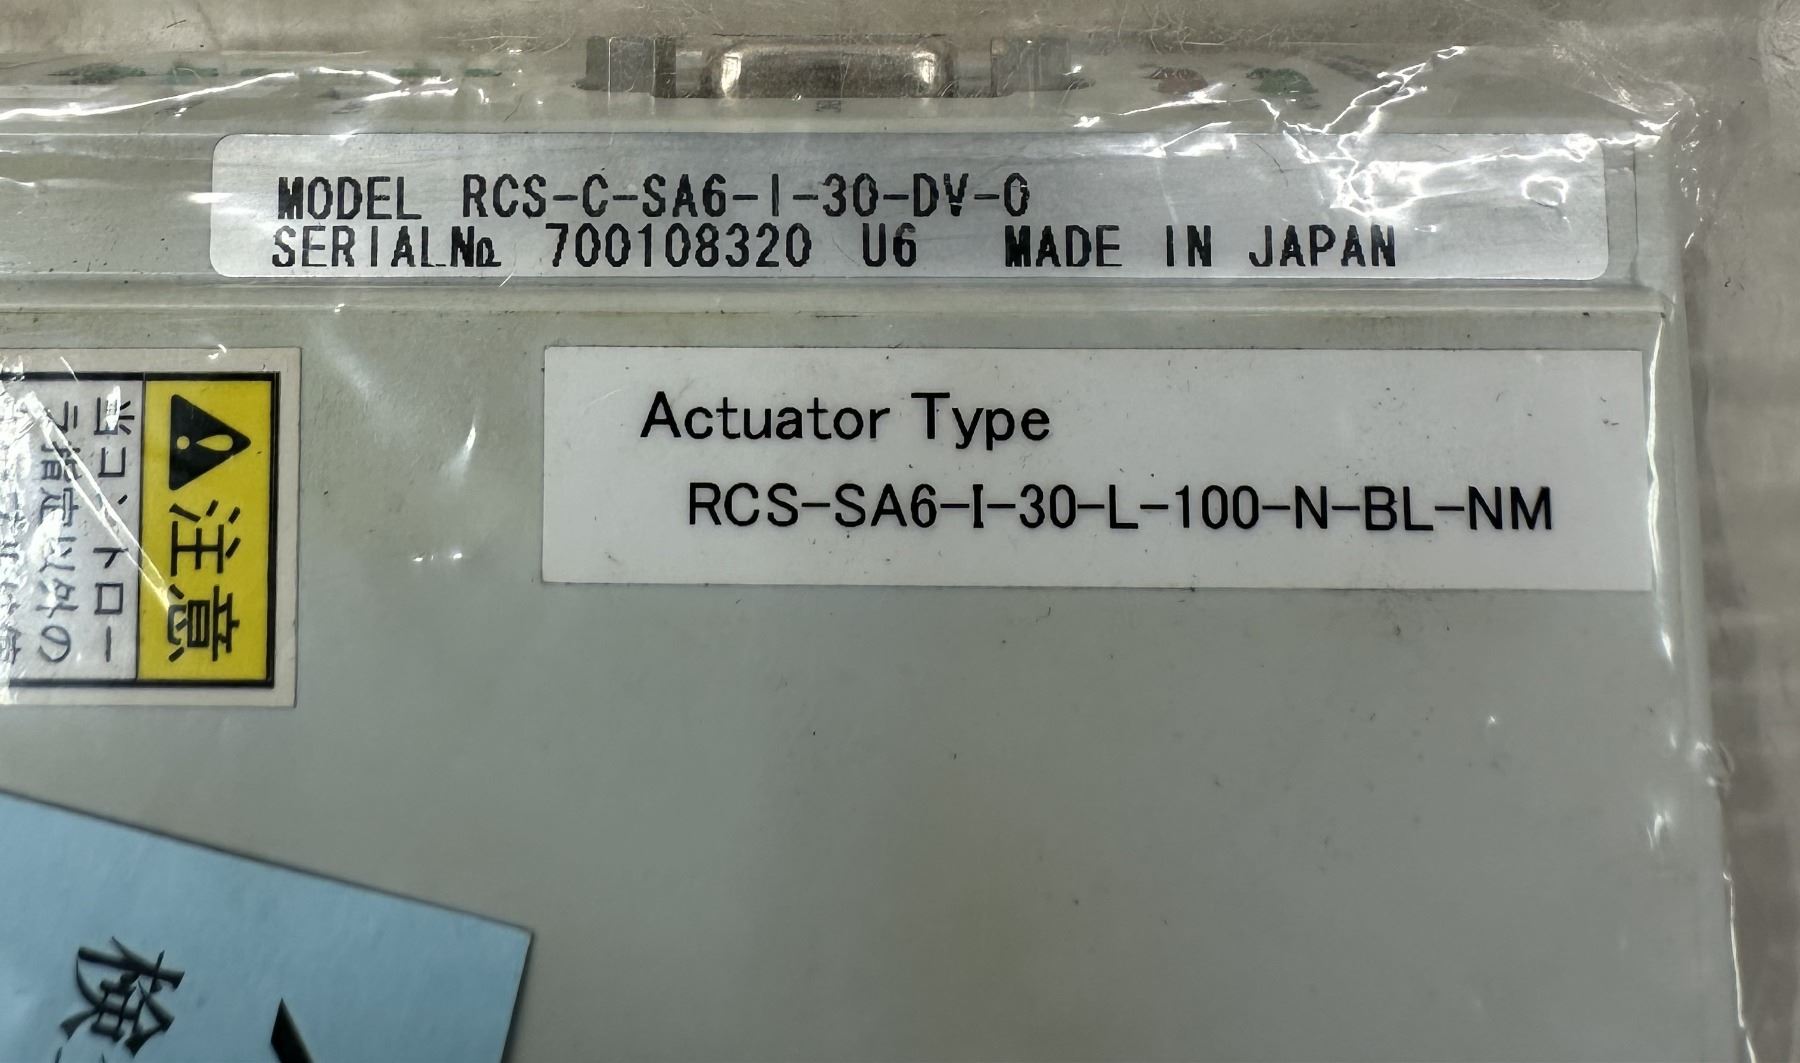 MODEL RCS-C-SA6-I-30-DV-0
SERIAL№ 700108320 U6 MADE IN JAPAN
Actuator Type
RCS-SA6-I-30-L-100-N-BL-NM
注意
当コントロー
ラ指定以外の
検